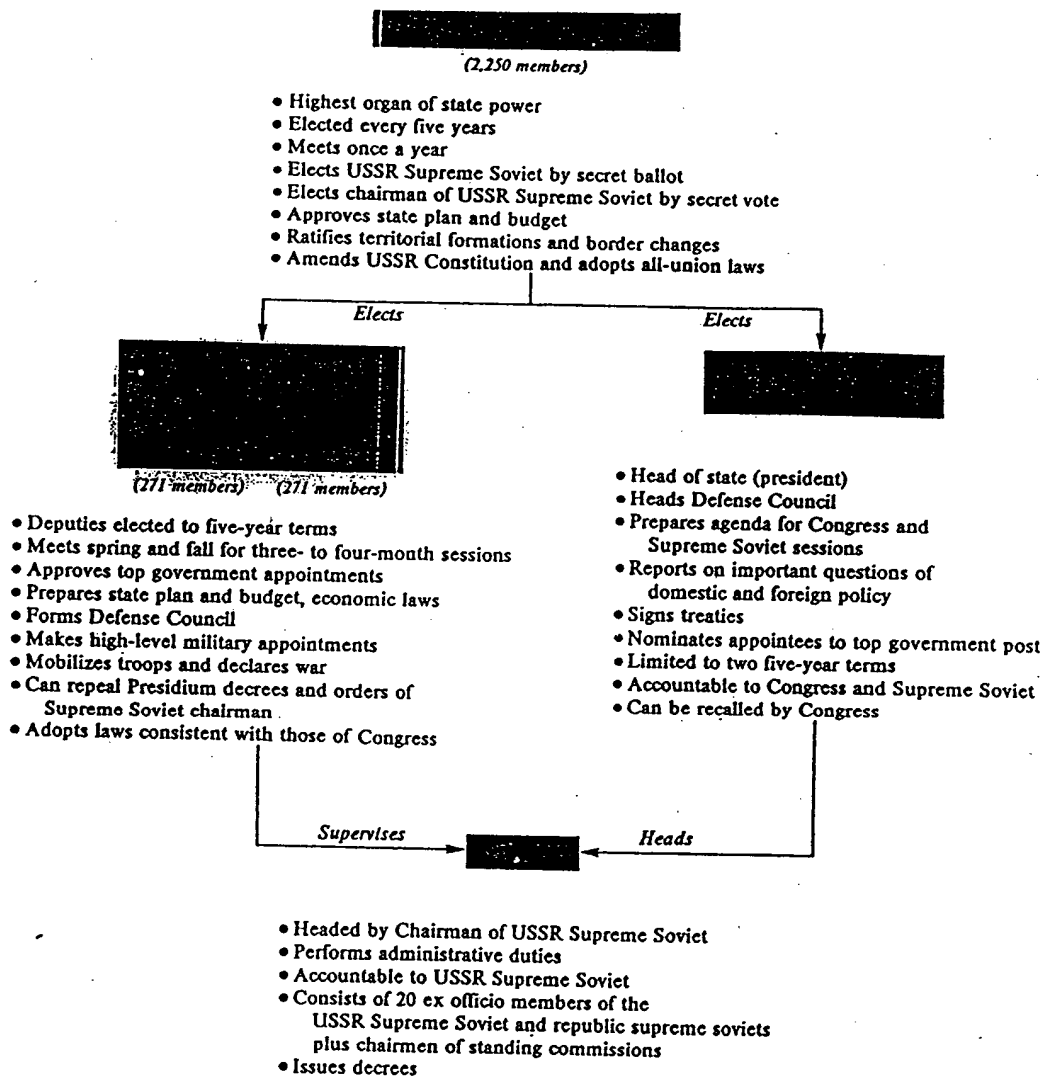 (2,250 members)
• Highest organ of state power
• Elected every five years
• Meets once a year
• Elects USSR Supreme Soviet by secret ballot
• Elects chairman of USSR Supreme Soviet by secret vote
• Approves state plan and budget
• Ratifies territorial formations and border changes
• Amends USSR Constitution and adopts all-union laws
Elects
Elects
(271 members) (271 members)
• Deputies elected to five-year terms
• Meets spring and fall for three- to four-month sessions
• Approves top government appointments
• Prepares state plan and budget, economic laws
• Forms Defense Council
• Makes high-level military appointments
• Mobilizes troops and declares war
• Can repeal Presidium decrees and orders of
Supreme Soviet chairman
• Adopts laws consistent with those of Congress
• Head of state (president)
• Heads Defense Council
• Prepares agenda for Congress and
Supreme Soviet sessions
• Reports on important questions of
domestic and foreign policy
• Signs treaties
• Nominates appointees to top government post
• Limited to two five-year terms
• Accountable to Congress and Supreme Soviet
• Can be recalled by Congress
Supervises
Heads
• Headed by Chairman of USSR Supreme Soviet
• Performs administrative duties
• Accountable to USSR Supreme Soviet
• Consists of 20 ex officio members of the
USSR Supreme Soviet and republic supreme soviets
plus chairmen of standing commissions
• Issues decrees